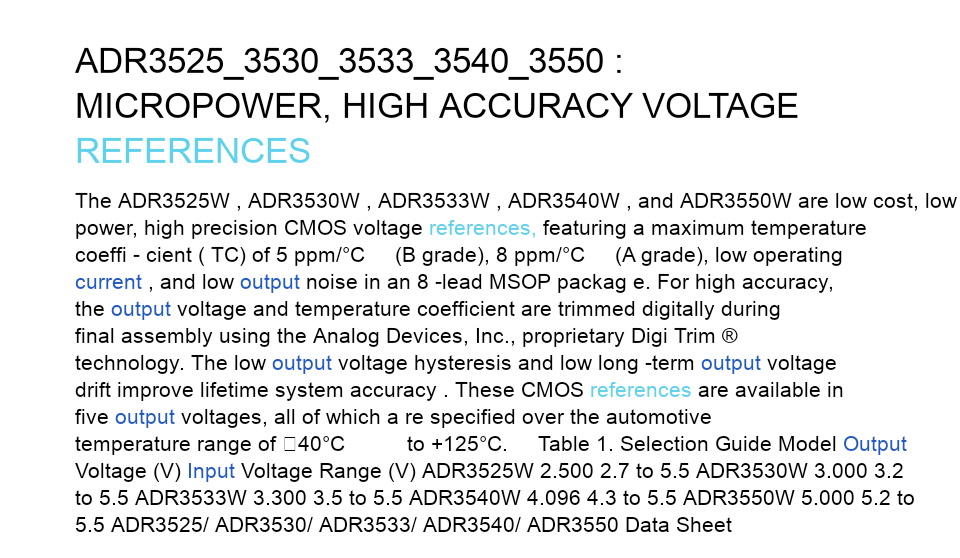 ADR3525_3530_3533_3540_3550 :
MICROPOWER, HIGH ACCURACY VOLTAGE
REFERENCES
The ADR3525W , ADR3530W , ADR3533W , ADR3540W , and ADR3550W are low cost, low
power, high precision CMOS voltage references, featuring a maximum temperature
coeffi - cient ( TC) of 5 ppm/°C (B grade), 8 ppm/°C (A grade), low operating
current , and low output noise in an 8 -lead MSOP packag e. For high accuracy,
the output voltage and temperature coefficient are trimmed digitally during
final assembly using the Analog Devices, Inc., proprietary Digi Trim ®
technology. The low output voltage hysteresis and low long -term output voltage
drift improve lifetime system accuracy . These CMOS references are available in
five output voltages, all of which a re specified over the automotive
temperature range of 40°C to +125°C. Table 1. Selection Guide Model Output
Voltage (V) Input Voltage Range (V) ADR3525W 2.500 2.7 to 5.5 ADR3530W 3.000 3.2
to 5.5 ADR3533W 3.300 3.5 to 5.5 ADR3540W 4.096 4.3 to 5.5 ADR3550W 5.000 5.2 to
5.5 ADR3525/ ADR3530/ ADR3533/ ADR3540/ ADR3550 Data Sheet